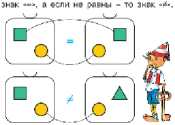 знак «=», а если не равны – то знак «≠».
=
≠